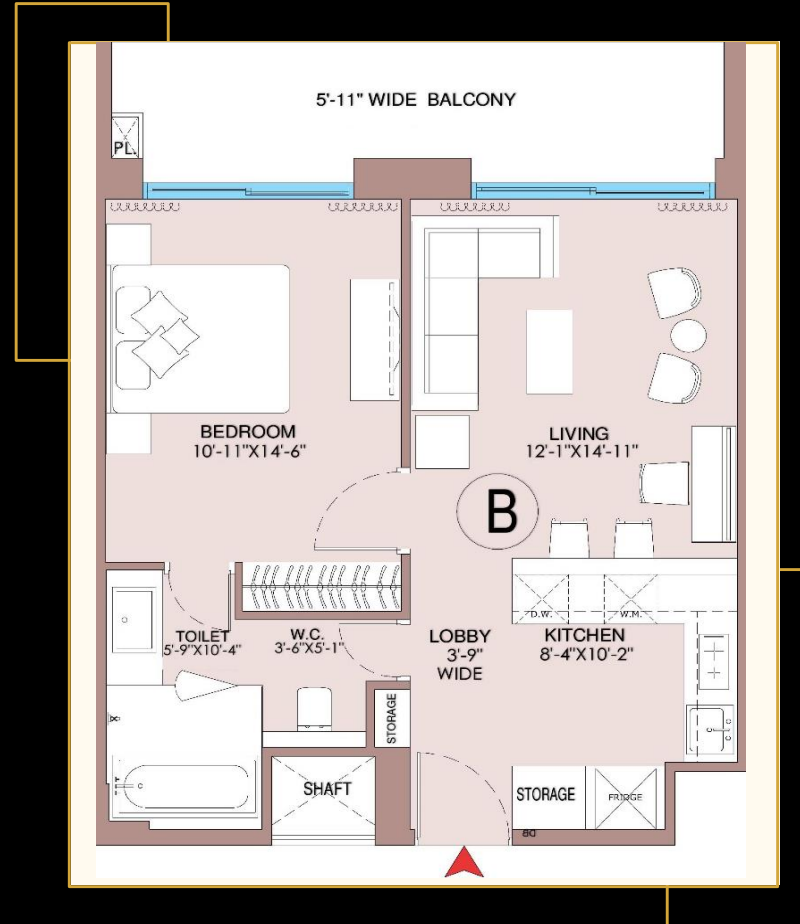 5'-11" WIDE BALCONY
PL.
BEDROOM
10'-11"X14'-6"
LIVING
12'-1"X14'-11"
B
D.W.
W.M.
TOILET
5'-9"X10'-4"
W.C.
3'-6"X5'-1"
LOBBY
3'-9"
WIDE
KITCHEN
8'-4"X10'-2"
STORAGE
SHAFT
STORAGE
FRIDGE
DB